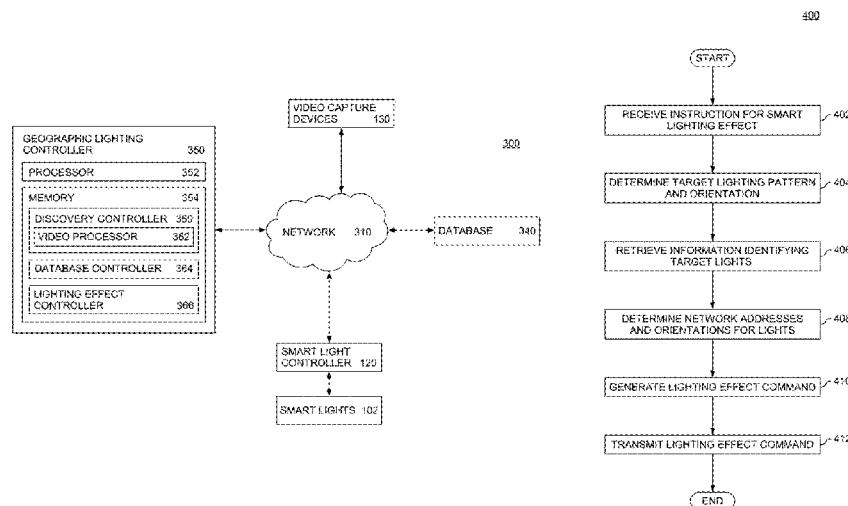 300
VIDEO CAPTURE
DEVICES 130
GEOGRAPHIC LIGHTING
CONTROLLER 350
PROCESSOR 352
MEMORY 354
DISCOVERY CONTROLLER 359
VIDEO PROCESSOR 362
DATABASE CONTROLLER 364
LIGHTING EFFECT
CONTROLLER 366
NETWORK 310
DATABASE 340
SMART LIGHT
CONTROLLER 120
SMART LIGHTS 102
400
START
RECEIVE INSTRUCTION FOR SMART
LIGHTING EFFECT
402
DETERMINE TARGET LIGHTING PATTERN
AND ORIENTATION
404
RETRIEVE INFORMATION IDENTIFYING
TARGET LIGHTS
406
DETERMINE NETWORK ADDRESSES
AND ORIENTATIONS FOR LIGHTS
408
GENERATE LIGHTING EFFECT COMMAND
410
TRANSMIT LIGHTING EFFECT COMMAND
412
END